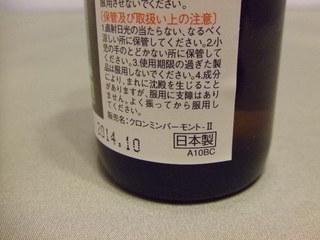 服用させないでください。
〔保管及び取扱い上の注意〕
1.直射日光の当たらない、なるべく
涼しい所に保管してください。2.小
児の手のとどかない所に保管し
てください。3.使用期限の過ぎた製
品は服用しないでください。4.成分
により、まれに沈殿を生じること
がありますが、服用に支障はありま
せん。よく振ってから服用し
てください。
販売名:クロンミンバーモント-Ⅱ
2014.10
日本製
A10BC